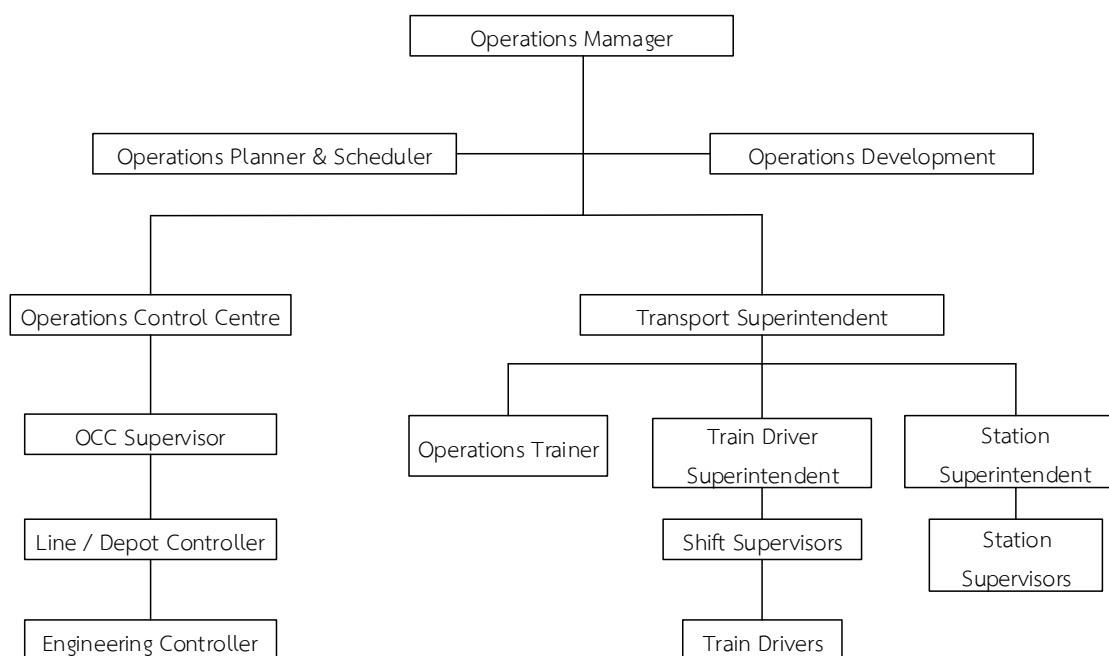 Operations Mamager
Operations Planner & Scheduler
Operations Development
Operations Control Centre
Transport Superintendent
OCC Supervisor
Operations Trainer
Train Driver
Superintendent
Station
Superintendent
Line / Depot Controller
Shift Supervisors
Station
Supervisors
Engineering Controller
Train Drivers